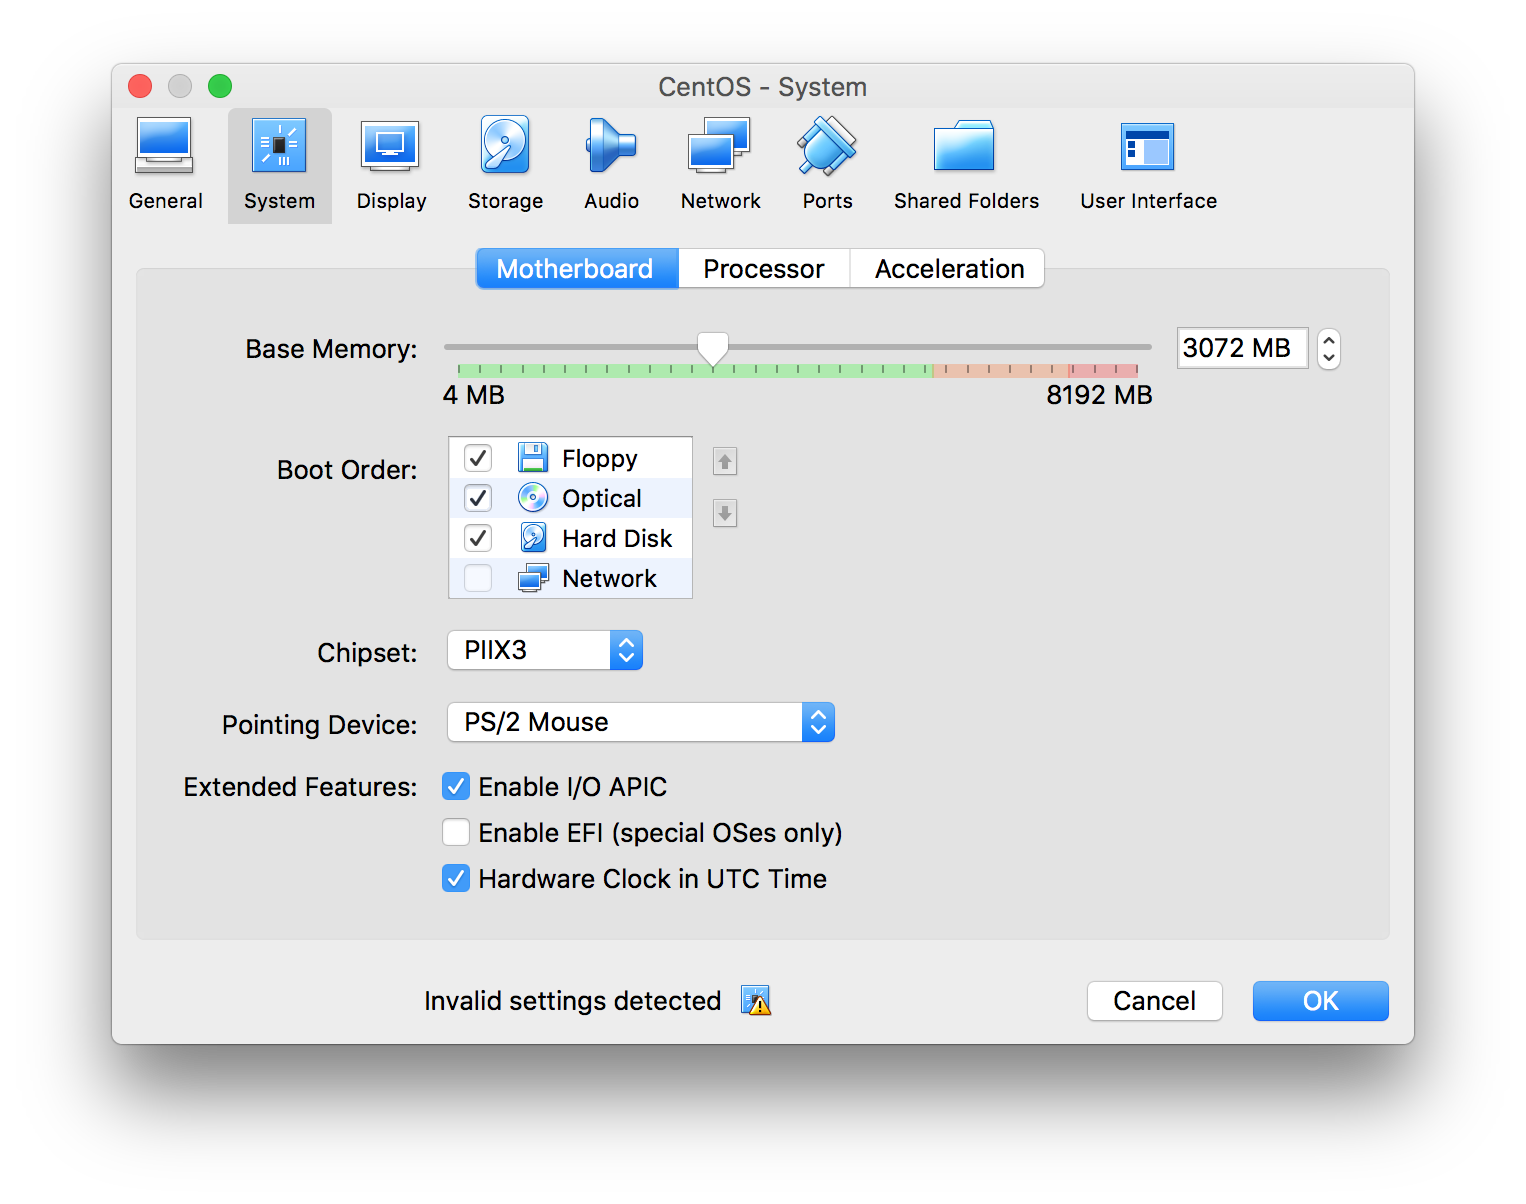 CentOS - System
General System Display Storage Audio Network Ports Shared Folders User Interface
Motherboard Processor Acceleration
Base Memory: 3072 MB
4 MB 8192 MB
Boot Order: Floppy
Optical
Hard Disk
Network
Chipset: PIIX3
Pointing Device: PS/2 Mouse
Extended Features: Enable I/O APIC
Enable EFI (special OSes only)
Hardware Clock in UTC Time
Invalid settings detected Cancel OK